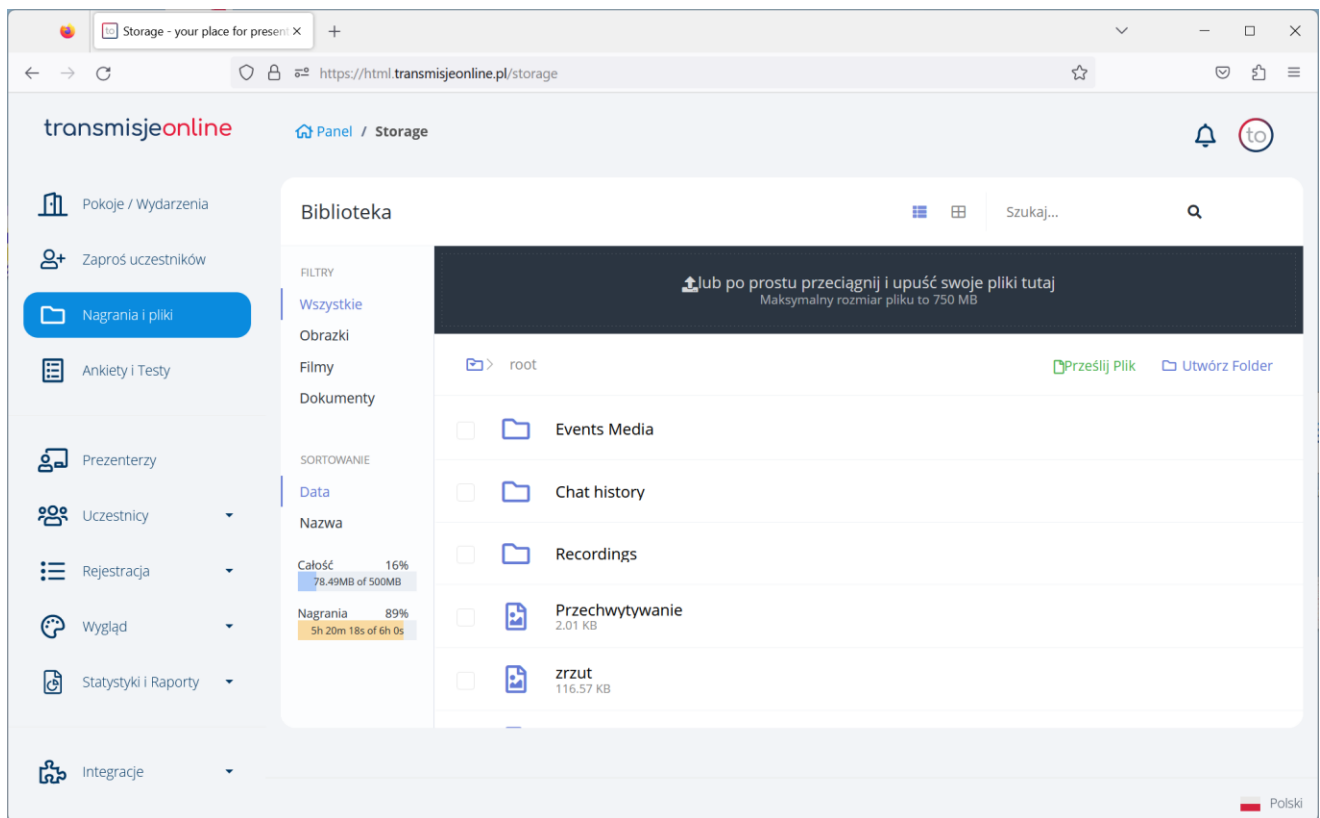 Storage - your place for present
https://html.transmisjeonline.pl/storage
transmisjeonline
Panel / Storage
to
Pokoje / Wydarzenia
Zaproś uczestników
Nagrania i pliki
Ankiety i Testy
Prezenterzy
Uczestnicy
Rejestracja
Wygląd
Statystyki i Raporty
Integracje
Biblioteka
Szukaj...
FILTRY
Wszystkie
Obrazki
Filmy
Dokumenty
SORTOWANIE
Data
Nazwa
Całość 16%
78.49MB of 500MB
Nagrania 89%
5h 20m 18s of 6h 0s
lub po prostu przeciągnij i upuść swoje pliki tutaj
Maksymalny rozmiar pliku to 750 MB
root
Prześlij Plik
Utwórz Folder
Events Media
Chat history
Recordings
Przechwytywanie
2.01 KB
zrzut
116.57 KB
Polski